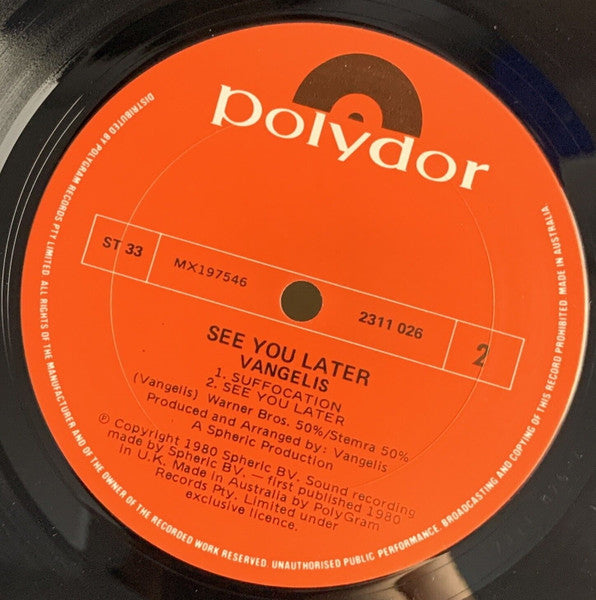 polydor
ST 33
MX197546
2311 026
2
SEE YOU LATER
VANGELIS
1. SUFFOCATION
2. SEE YOU LATER
(Vangelis) Warner Bros. 50%/Stemra 50%
Produced and Arranged by: Vangelis
A Spheric Production
℗ Copyright 1980 Spheric BV. Sound recording
made by Spheric BV. — first published 1980
in U.K. Made in Australia by PolyGram
Records Pty. Limited under
exclusive licence.
DISTRIBUTED BY POLYGRAM RECORDS PTY LIMITED. ALL RIGHTS OF THE MANUFACTURER AND OF THE OWNER OF THE RECORDED WORK RESERVED. UNAUTHORISED PUBLIC PERFORMANCE, BROADCASTING AND COPYING OF THIS RECORD PROHIBITED. MADE IN AUSTRALIA